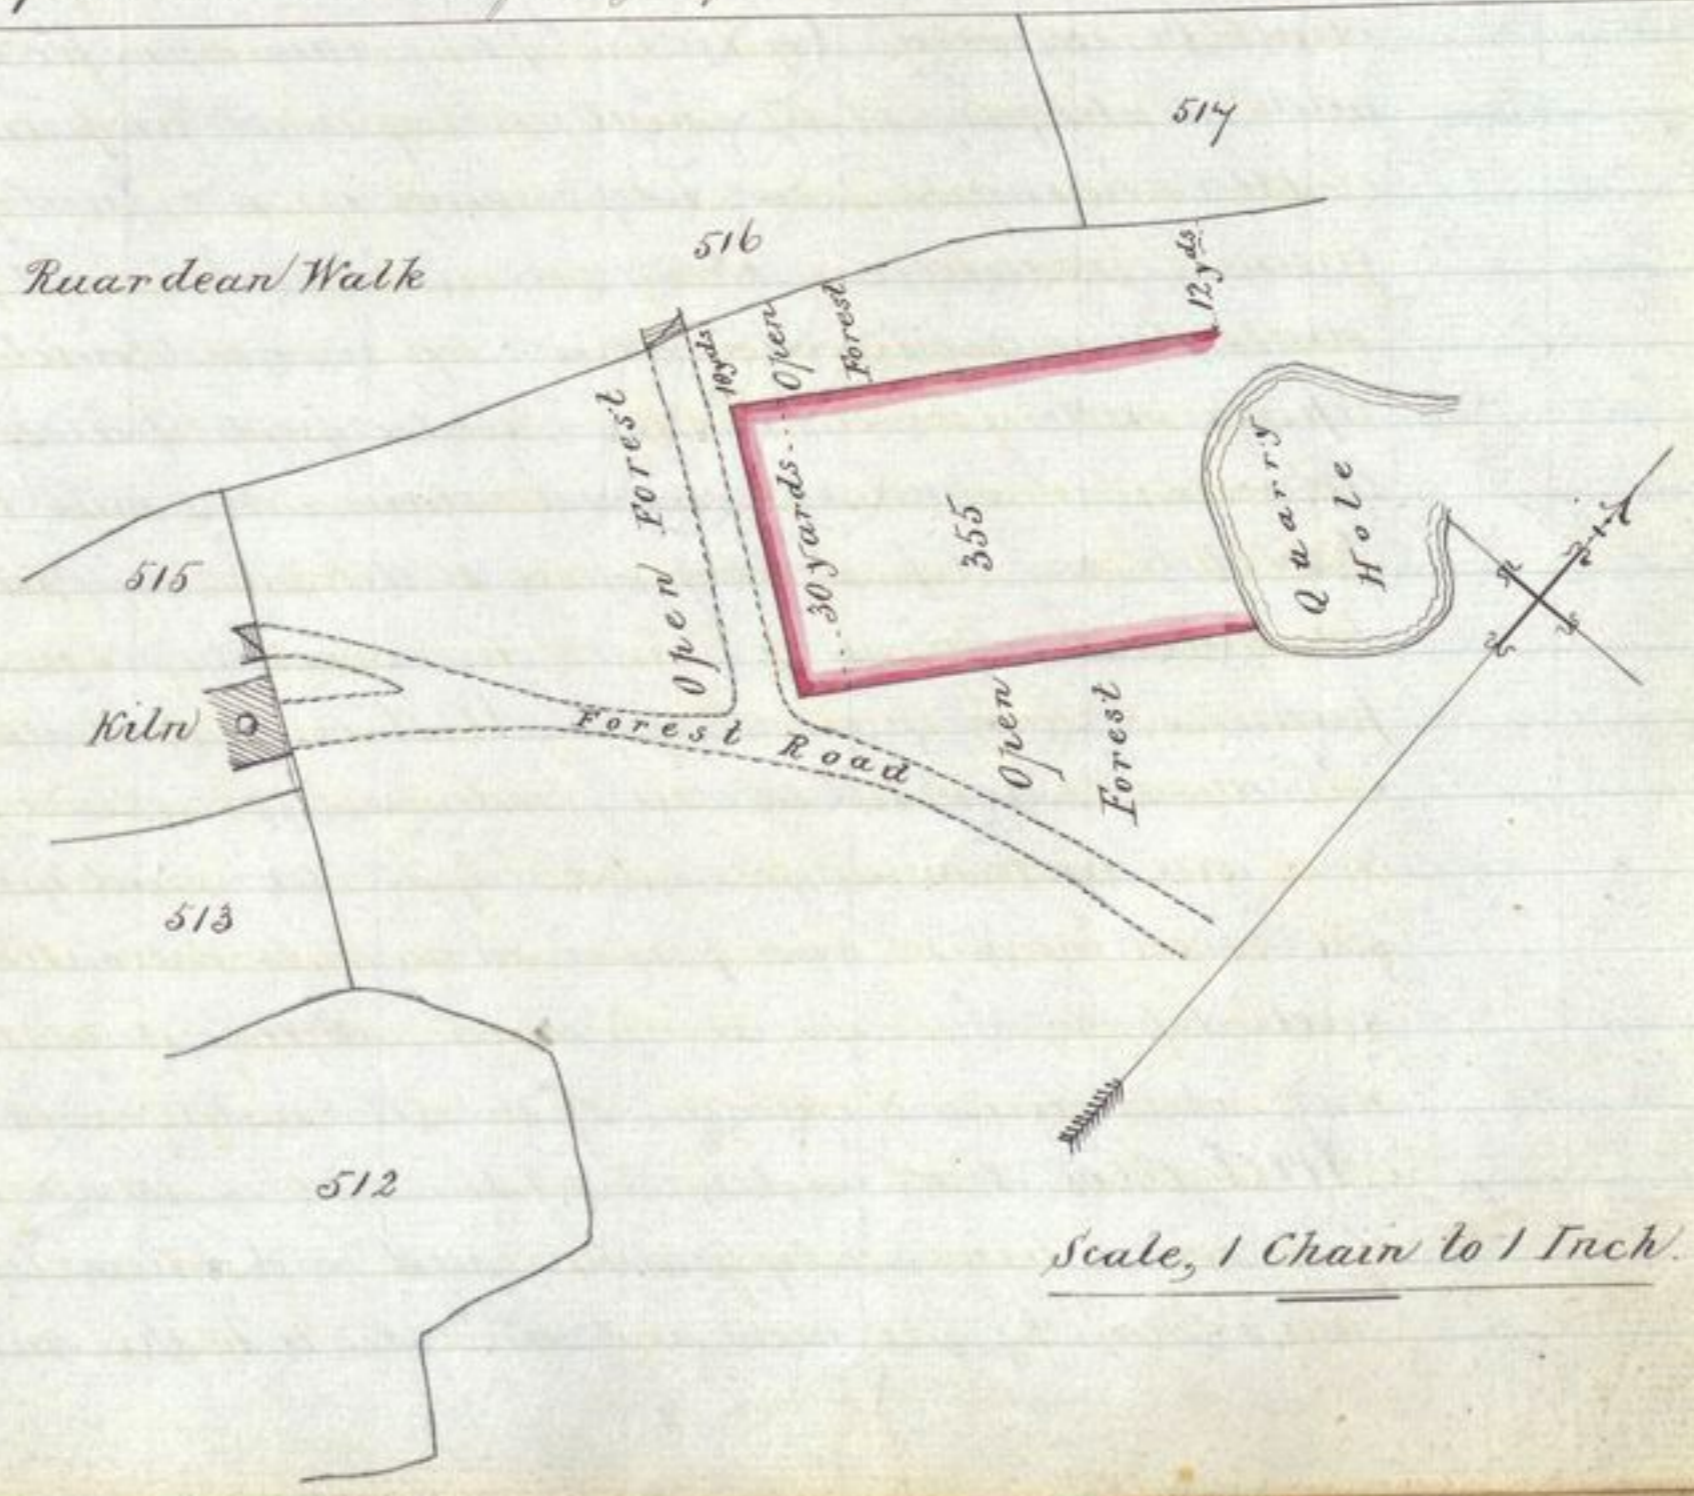 517
516
Ruardean Walk
12 yds
10 yds
Open
Forest
Open Forest
30 yards
355
Quarry
Hole
515
Kiln
Forest Road
Open
Forest
513
512
Scale, 1 Chain to 1 Inch.